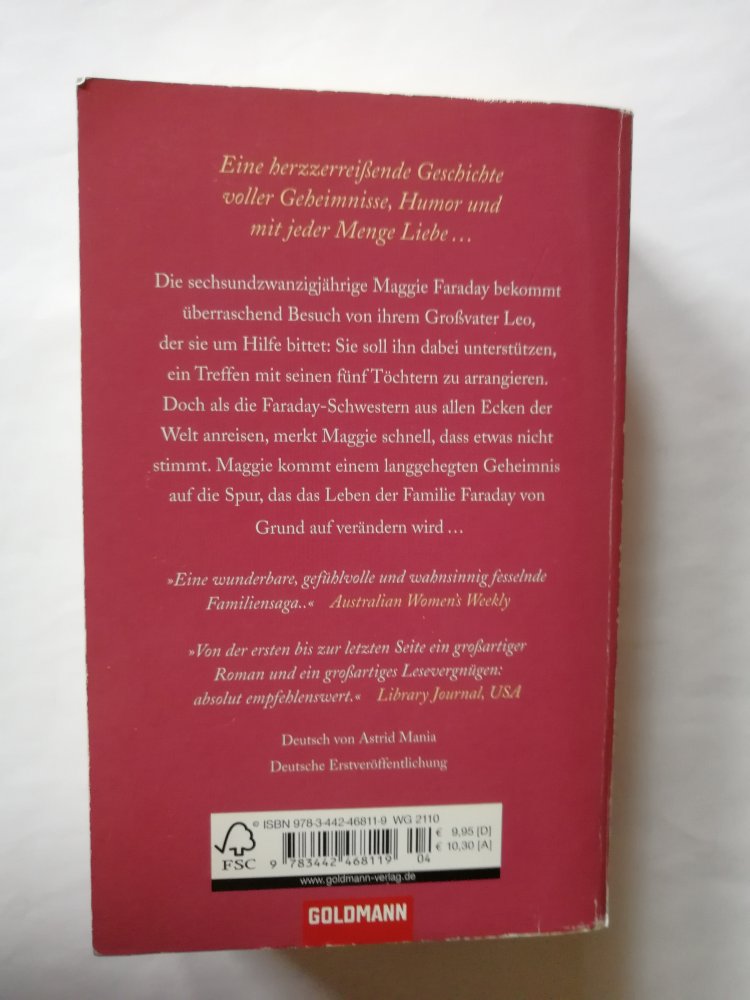 Eine herzzerreißende Geschichte
voller Geheimnisse, Humor und
mit jeder Menge Liebe …
Die sechsundzwanzigjährige Maggie Faraday bekommt
überraschend Besuch von ihrem Großvater Leo,
der sie um Hilfe bittet: Sie soll ihn dabei unterstützen,
ein Treffen mit seinen fünf Töchtern zu arrangieren.
Doch als die Faraday-Schwestern aus allen Ecken der
Welt anreisen, merkt Maggie schnell, dass etwas nicht
stimmt. Maggie kommt einem langgehegten Geheimnis
auf die Spur, das das Leben der Familie Faraday von
Grund auf verändern wird …
»Eine wunderbare, gefühlvolle und wahnsinnig fesselnde
Familiensaga..« Australian Women's Weekly
»Von der ersten bis zur letzten Seite ein großartiger
Roman und ein großartiges Lesevergnügen:
absolut empfehlenswert.« Library Journal, USA
Deutsch von Astrid Mania
Deutsche Erstveröffentlichung
© ISBN 978-3-442-46811-9 WG 2110
€ 9,95 [D]
€ 10,30 [A]
FSC
9 783442 468119 04
www.goldmann-verlag.de
GOLDMANN